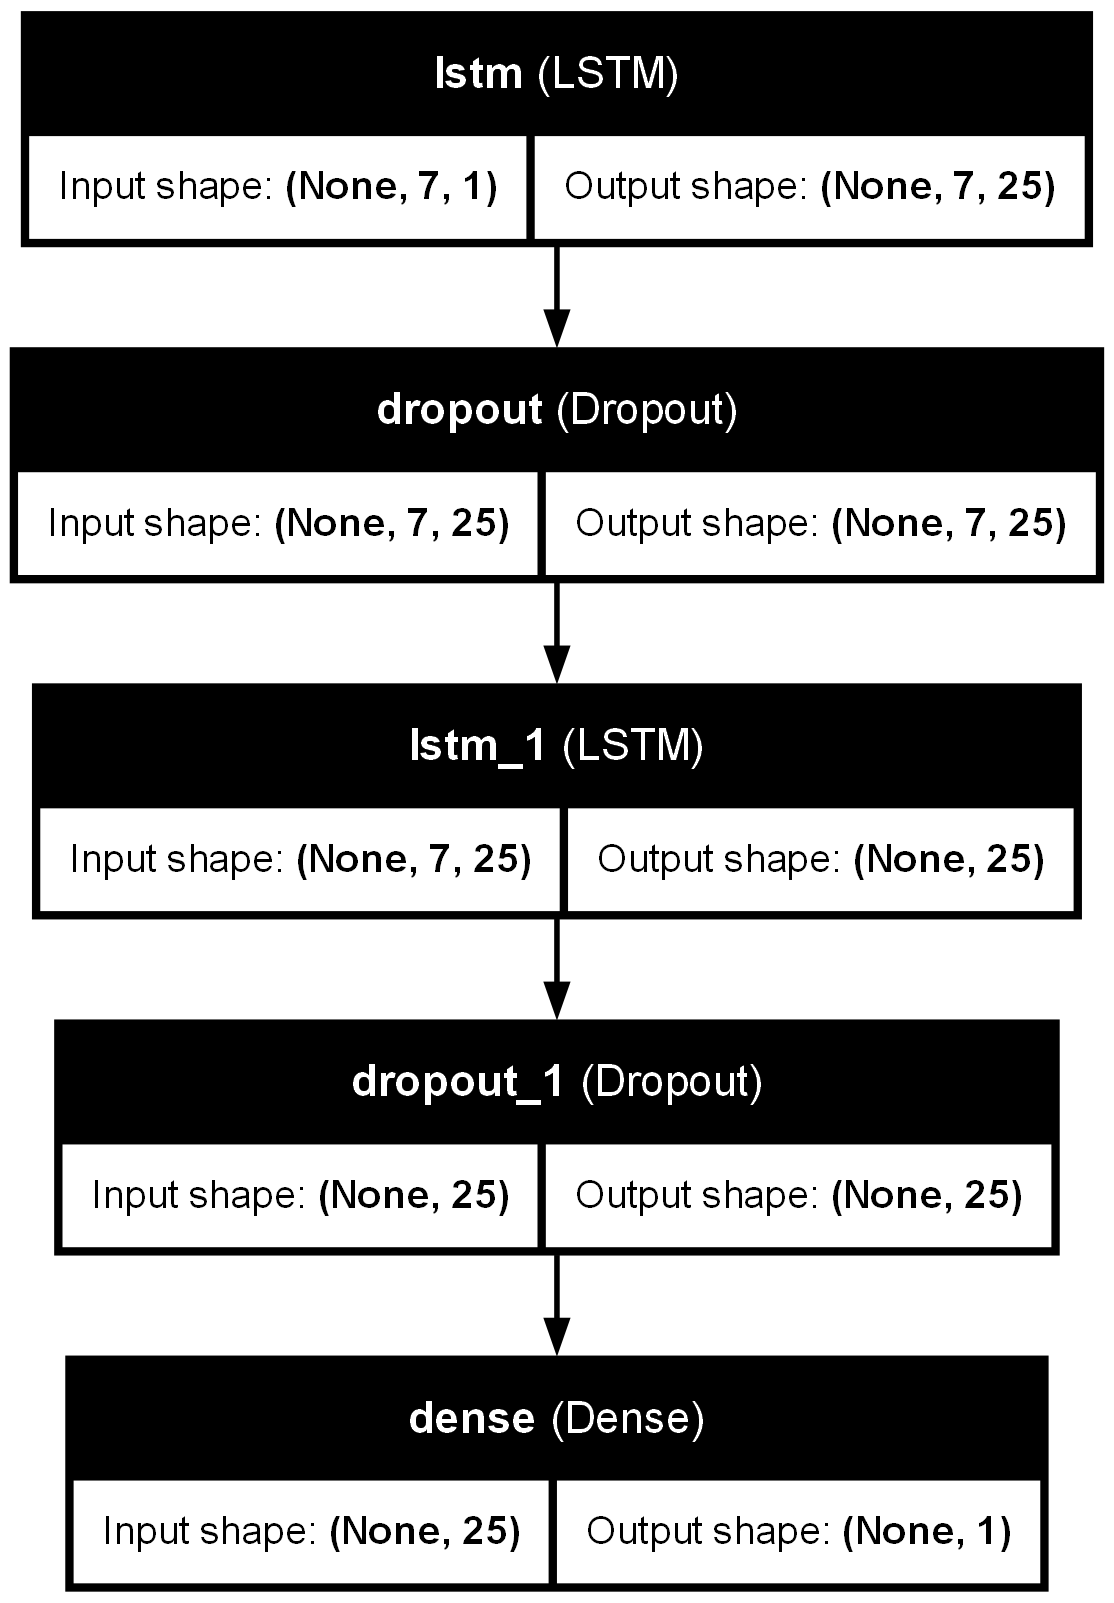 lstm (LSTM)
Input shape: (None, 7, 1) Output shape: (None, 7, 25)
dropout (Dropout)
Input shape: (None, 7, 25) Output shape: (None, 7, 25)
lstm_1 (LSTM)
Input shape: (None, 7, 25) Output shape: (None, 25)
dropout_1 (Dropout)
Input shape: (None, 25) Output shape: (None, 25)
dense (Dense)
Input shape: (None, 25) Output shape: (None, 1)